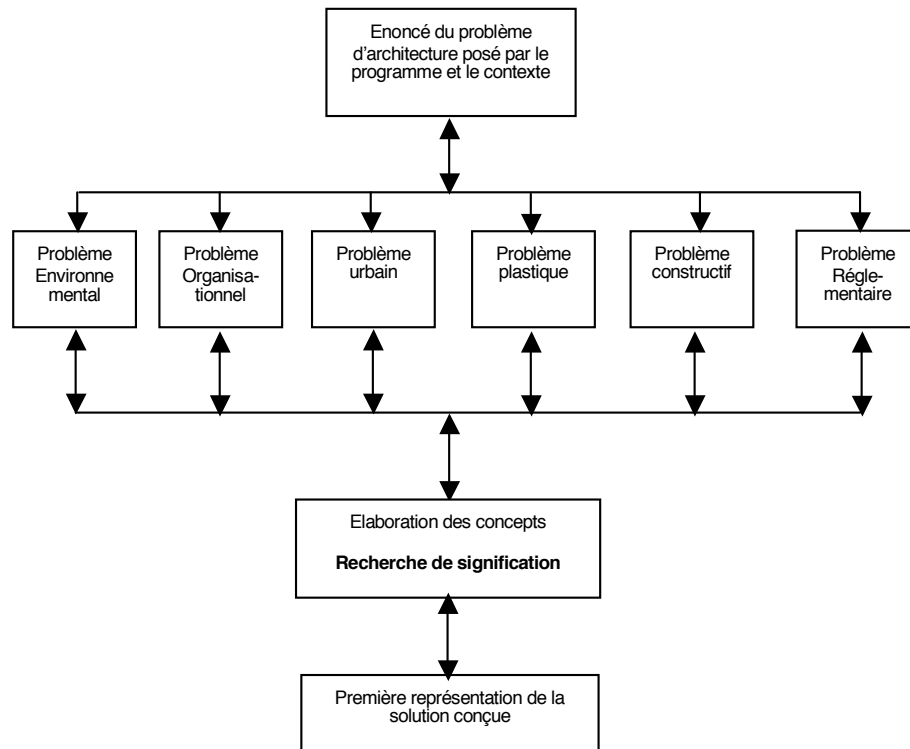 Enoncé du problème
d'architecture posé par le
programme et le contexte
Problème
Environne
mental
Problème
Organisa-
tionnel
Problème
urbain
Problème
plastique
Problème
constructif
Problème
Régle-
mentaire
Elaboration des concepts
Recherche de signification
Première représentation de la
solution conçue